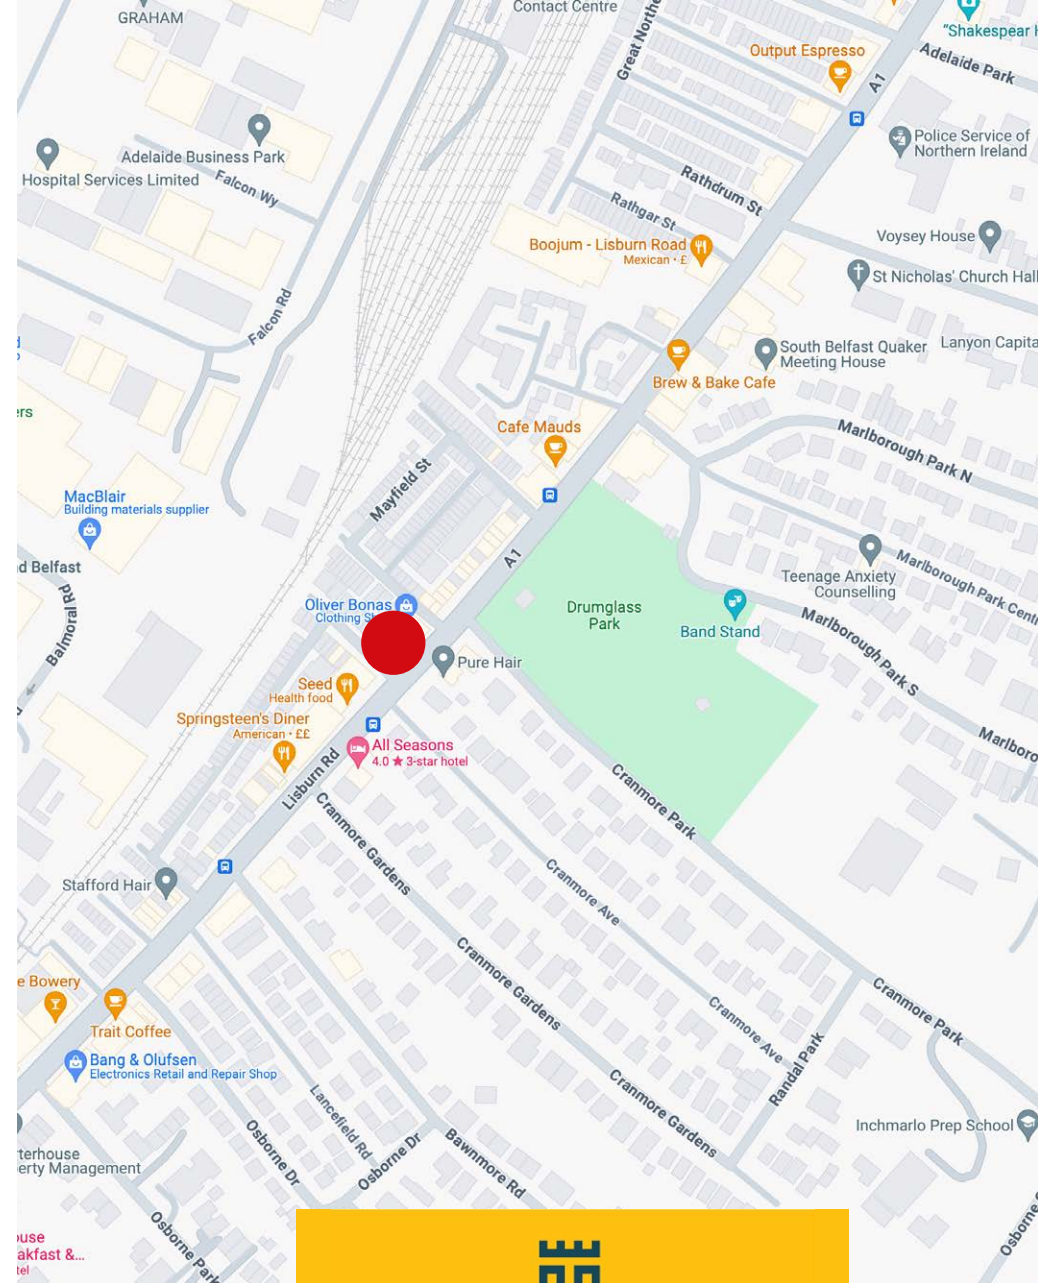 Contact Centre
GRAHAM
Great Northe
"Shakespear H
Output Espresso
Adelaide Park
A1
Police Service of
Northern Ireland
Adelaide Business Park
Hospital Services Limited
Falcon Wy
Rathdrum St
Rathgar St
Boojum - Lisburn Road
Mexican · £
Voysey House
St Nicholas' Church Hall
Falcon Rd
South Belfast Quaker
Meeting House
Lanyon Capita
Brew & Bake Cafe
ers
Cafe Mauds
Marlborough Park N
Mayfield St
MacBlair
Building materials supplier
A1
d Belfast
Teenage Anxiety
Counselling
Marlborough Park Centr
Balmoral Rd
Oliver Bonas
Clothing S
Drumglass
Park
Band Stand
Marlborough Park S
Pure Hair
Seed
Health food
Springsteen's Diner
American · ££
All Seasons
4.0 ★ 3-star hotel
Marlboro
Lisburn Rd
Cranmore Park
Cranmore Gardens
Stafford Hair
Cranmore Ave
Cranmore Gardens
e Bowery
Trait Coffee
Cranmore Ave
Cranmore Park
Bang & Olufsen
Electronics Retail and Repair Shop
Randal Park
Cranmore Gardens
Lancefield Rd
Osborne Dr
Osborne Dr
Bawnmore Rd
Inchmarlo Prep School
terhouse
erty Management
Osborne Park
Osborne
use
akfast &...
tel